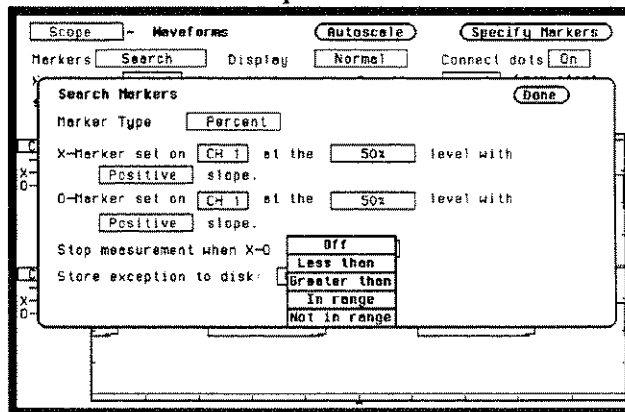 Scope - Waveforms Autoscale Specify Markers
Markers Search Display Normal Connect dots On
Search Markers Done
Marker Type Percent
X-Marker set on CH 1 at the 50% level with
Positive slope.
O-Marker set on CH 1 at the 50% level with
Positive slope.
Stop measurement when X-O
Off
Less than
Store exception to disk:
Greater than
In range
Not in range